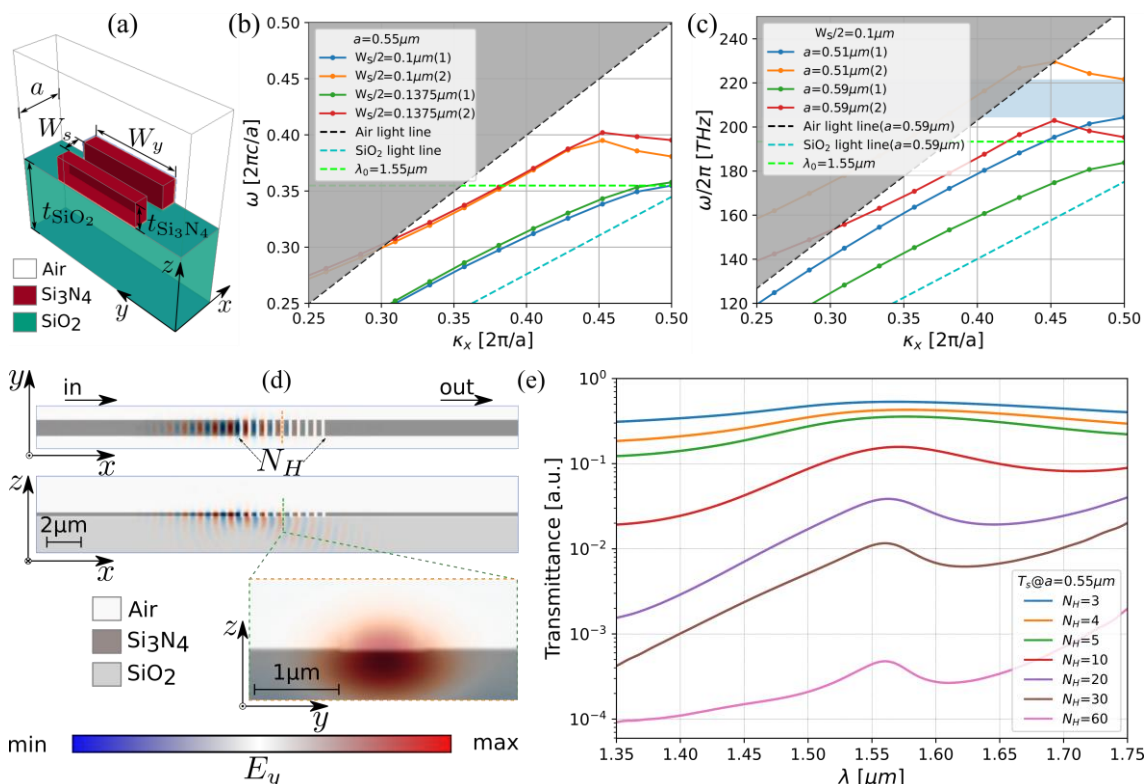 (a)
a
W_s
W_y
t_SiO₂
t_Si₃N₄
z
y
x
Air
Si₃N₄
SiO₂
(b)
ω [2πc/a]
0.50
0.45
0.40
0.35
0.30
0.25
a=0.55μm
W_S/2=0.1μm(1)
W_S/2=0.1μm(2)
W_S/2=0.1375μm(1)
W_S/2=0.1375μm(2)
Air light line
SiO₂ light line
λ₀=1.55μm
0.25 0.30 0.35 0.40 0.45 0.50
κₓ [2π/a]
(c)
ω/2π [THz]
240
220
200
180
160
140
120
W_S/2=0.1μm
a=0.51μm(1)
a=0.51μm(2)
a=0.59μm(1)
a=0.59μm(2)
Air light line(a=0.59μm)
SiO₂ light line(a=0.59μm)
λ₀=1.55μm
0.25 0.30 0.35 0.40 0.45 0.50
κₓ [2π/a]
(d)
y
in
out
x
N_H
z
2μm
x
Air
Si₃N₄
SiO₂
z
1μm
y
min
max
E_y
(e)
Transmittance [a.u.]
10⁰
10⁻¹
10⁻²
10⁻³
10⁻⁴
T_s@a=0.55μm
N_H=3
N_H=4
N_H=5
N_H=10
N_H=20
N_H=30
N_H=60
1.35 1.40 1.45 1.50 1.55 1.60 1.65 1.70 1.75
λ [μm]